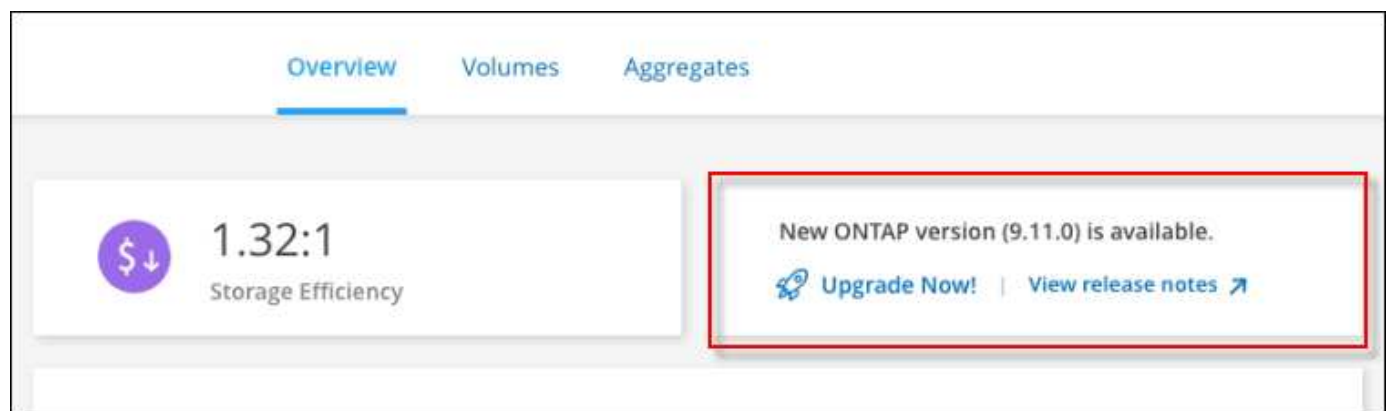 Overview Volumes Aggregates
1.32:1
Storage Efficiency
New ONTAP version (9.11.0) is available.
Upgrade Now! | View release notes